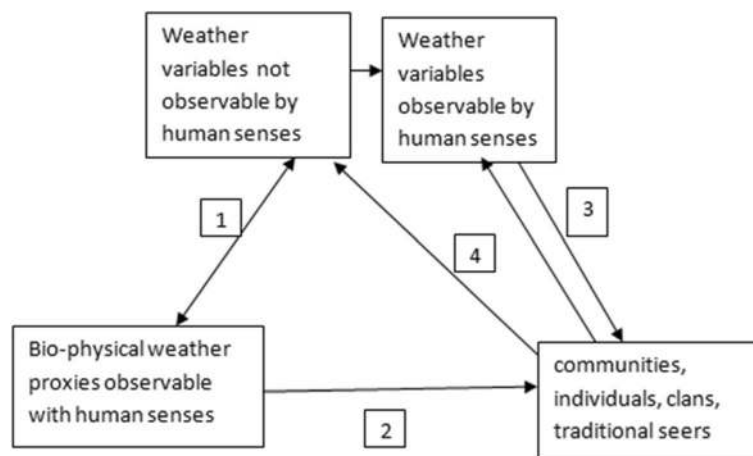 Weather
variables not
observable by
human senses
Weather
variables
observable by
human senses
1
3
4
Bio-physical weather
proxies observable
with human senses
2
communities,
individuals, clans,
traditional seers